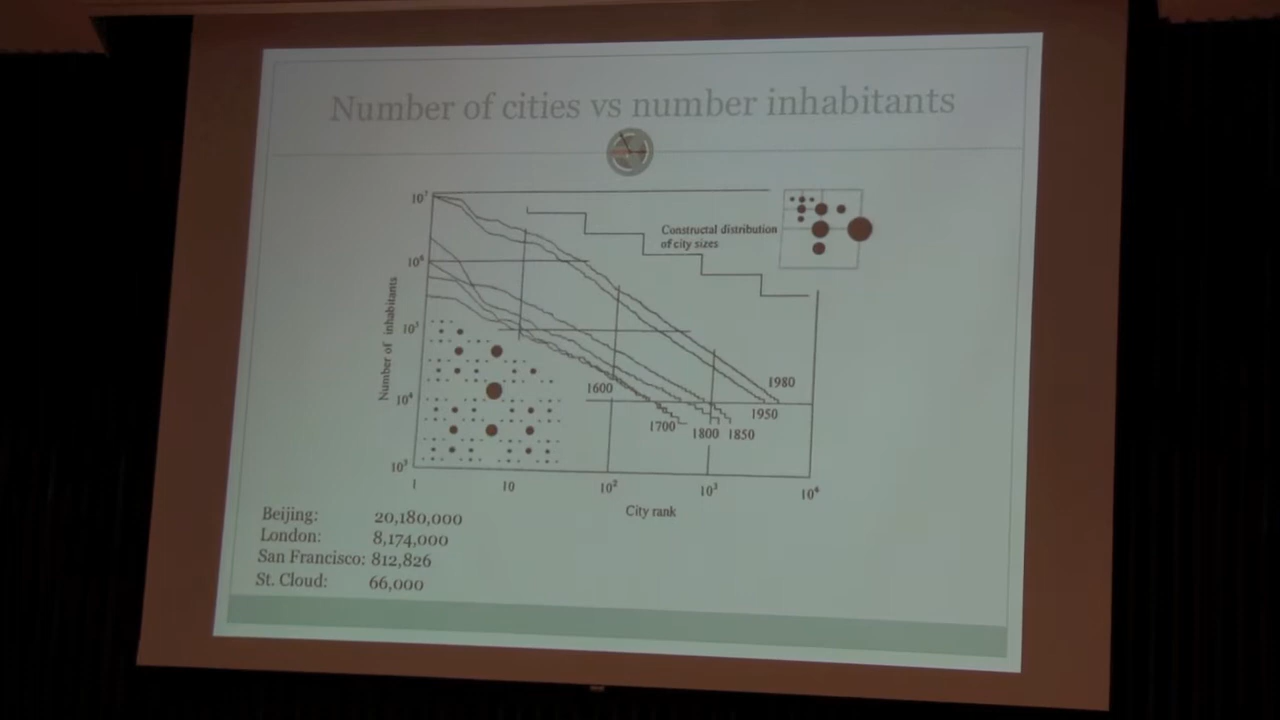 Number of cities vs number inhabitants
10⁷
Constructal distribution
of city sizes
10⁶
Number of inhabitants
10⁵
1980
1600
10⁴
1950
1700
1800
1850
10³
1
10
10²
10³
10⁴
City rank
Beijing: 20,180,000
London: 8,174,000
San Francisco: 812,826
St. Cloud: 66,000